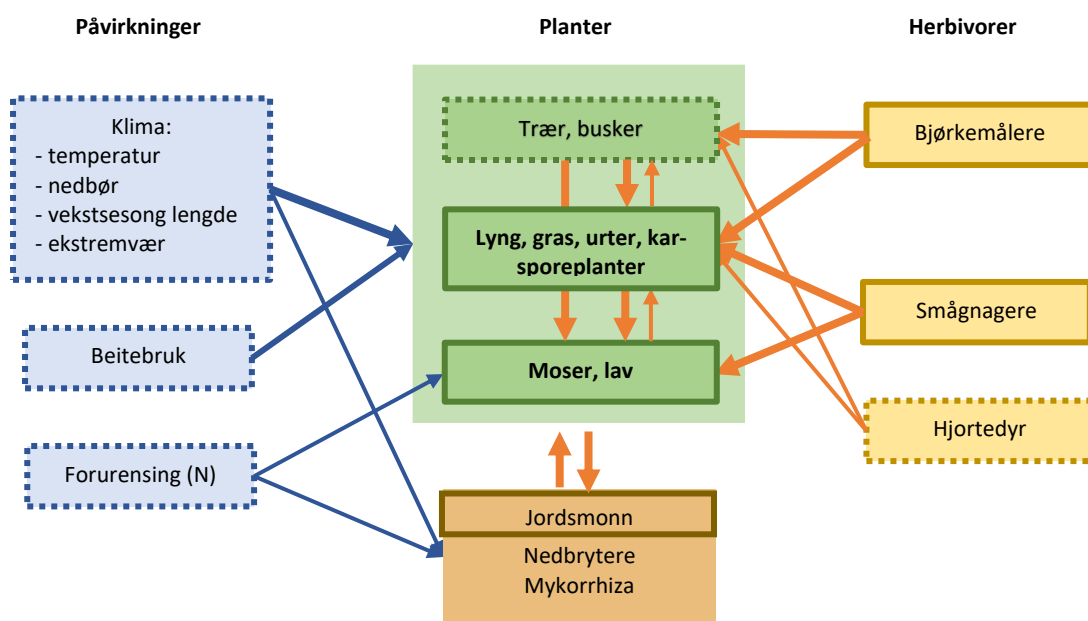 Påvirkninger
Planter
Herbivorer
Klima:
- temperatur
- nedbør
- vekstsesong lengde
- ekstremvær
Beitebruk
Forurensing (N)
Trær, busker
Lyng, gras, urter, kar-
sporeplanter
Moser, lav
Jordsmonn
Nedbrytere
Mykorrhiza
Bjørkemålere
Smågnagere
Hjortedyr